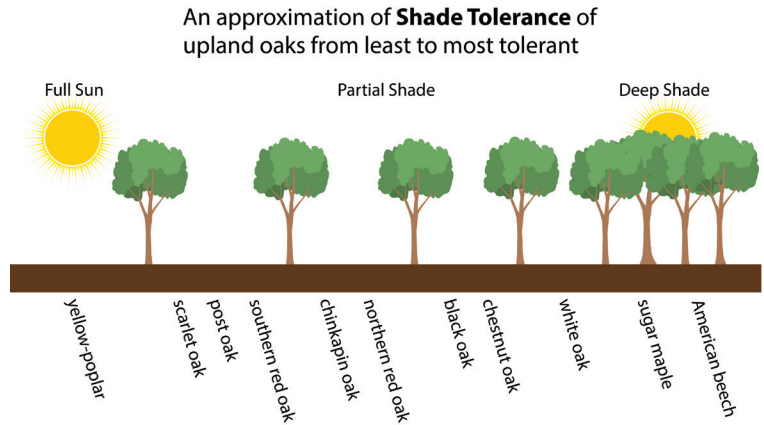 An approximation of Shade Tolerance of
upland oaks from least to most tolerant
Full Sun
Partial Shade
Deep Shade
yellow-poplar
scarlet oak
post oak
southern red oak
chinkapin oak
northern red oak
black oak
chestnut oak
white oak
sugar maple
American beech